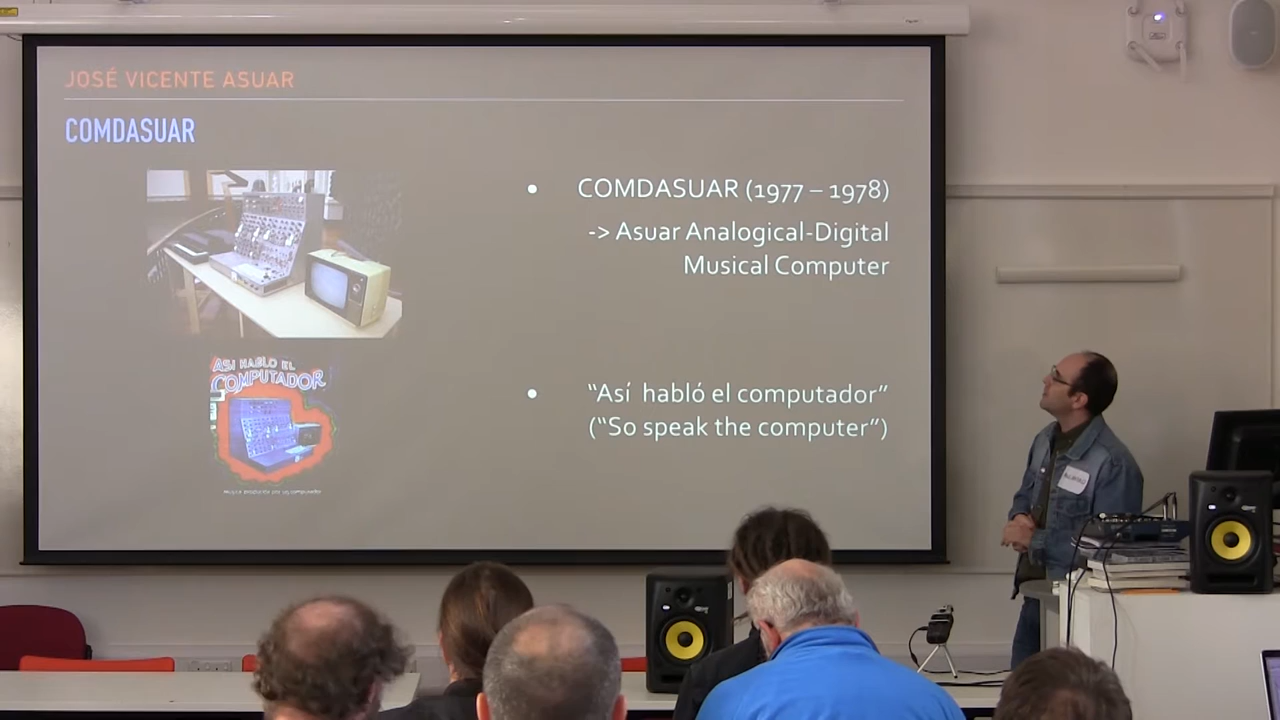 JOSÉ VICENTE ASUAR
COMDASUAR
• COMDASUAR (1977 – 1978)
-> Asuar Analogical-Digital
Musical Computer
ASI HABLO EL
COMPUTADOR
• “Así habló el computador”
(“So speak the computer”)